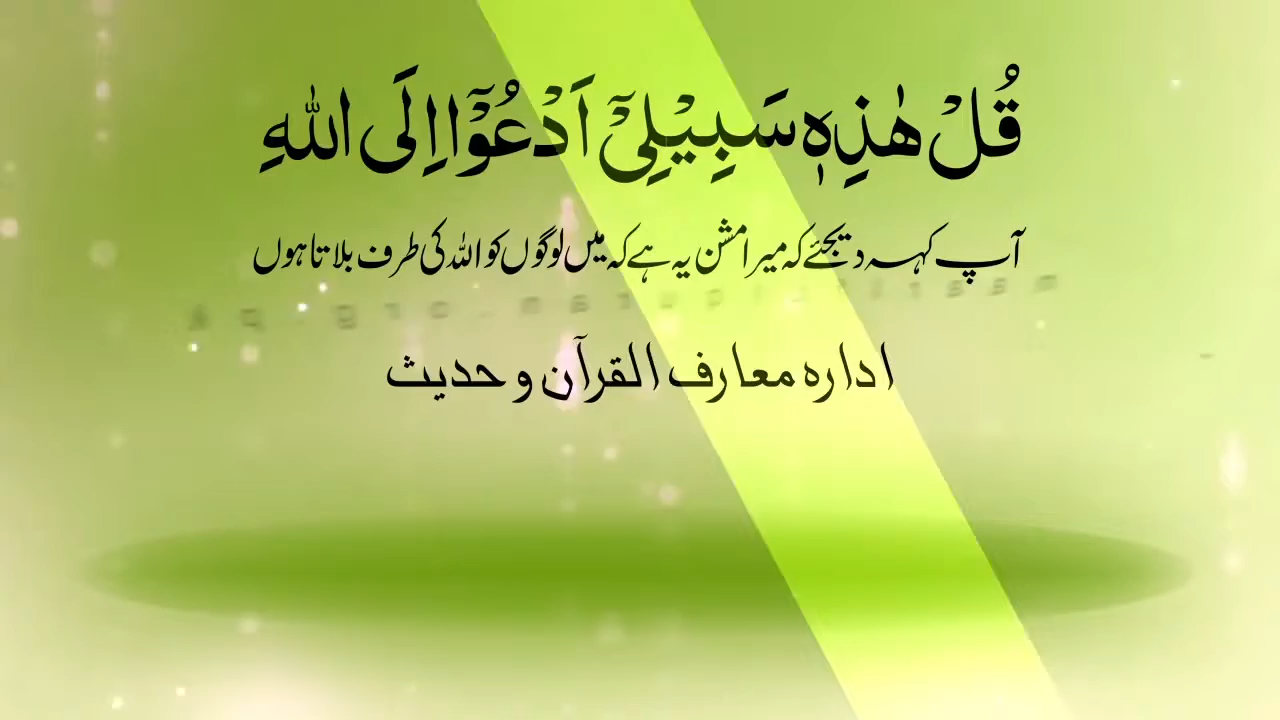 قُلْ هٰذِهٖ سَبِيْلِيْٓ اَدْعُوْٓا اِلَى اللّٰهِ
آپ کہہ دیجئے کہ میرا مشن یہ ہے کہ میں لوگوں کو اللہ کی طرف بلاتا ہوں
ادارہ معارف القرآن و حدیث